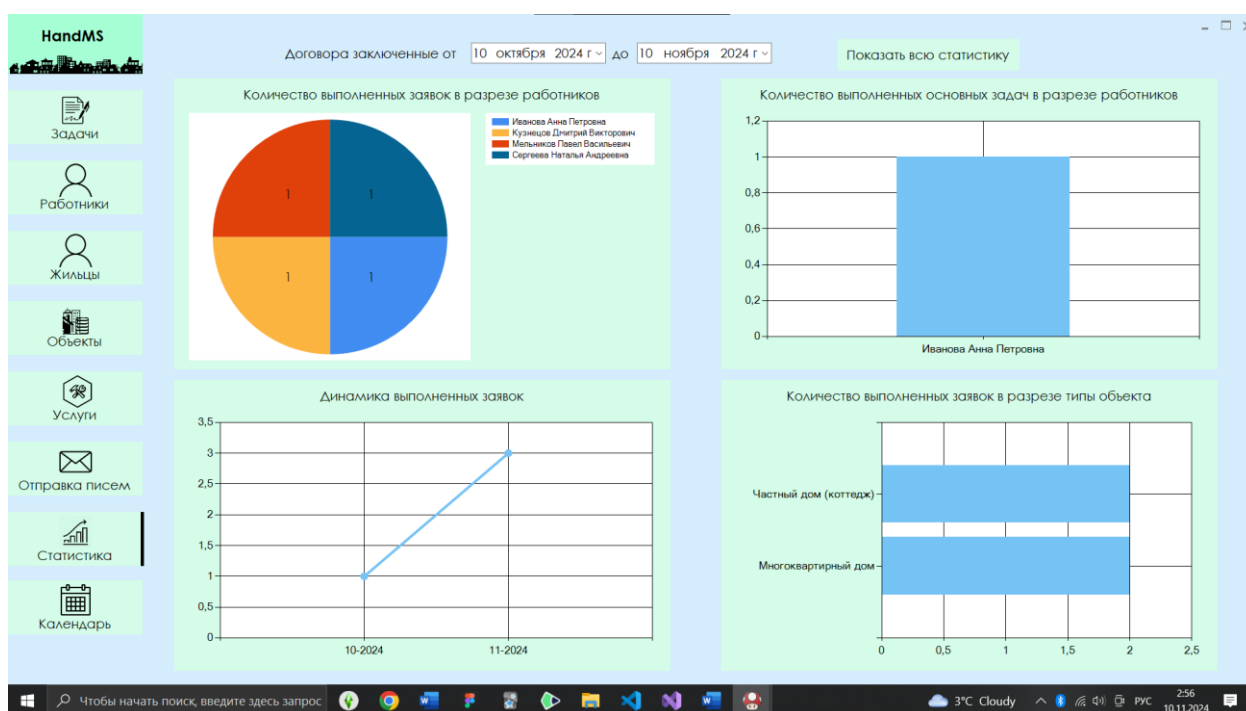 HandMS
Задачи
Работники
Жильцы
Объекты
Услуги
Отправка писем
Статистика
Календарь
Договора заключенные от 10 октября 2024 г до 10 ноября 2024 г Показать всю статистику
Количество выполненных заявок в разрезе работников
Иванова Анна Петровна
Кузнецов Дмитрий Викторович
Мельников Павел Васильевич
Сергеева Наталья Андреевна
1 1
1 1
Количество выполненных основных задач в разрезе работников
1,2
1
0,8
0,6
0,4
0,2
0
Иванова Анна Петровна
Динамика выполненных заявок
3,5
3
2,5
2
1,5
1
0,5
0
10-2024 11-2024
Количество выполненных заявок в разрезе типы объекта
Частный дом (коттедж)
Многоквартирный дом
0 0,5 1 1,5 2 2,5
Чтобы начать поиск, введите здесь запрос
3°C Cloudy РУС 2:56
10.11.2024